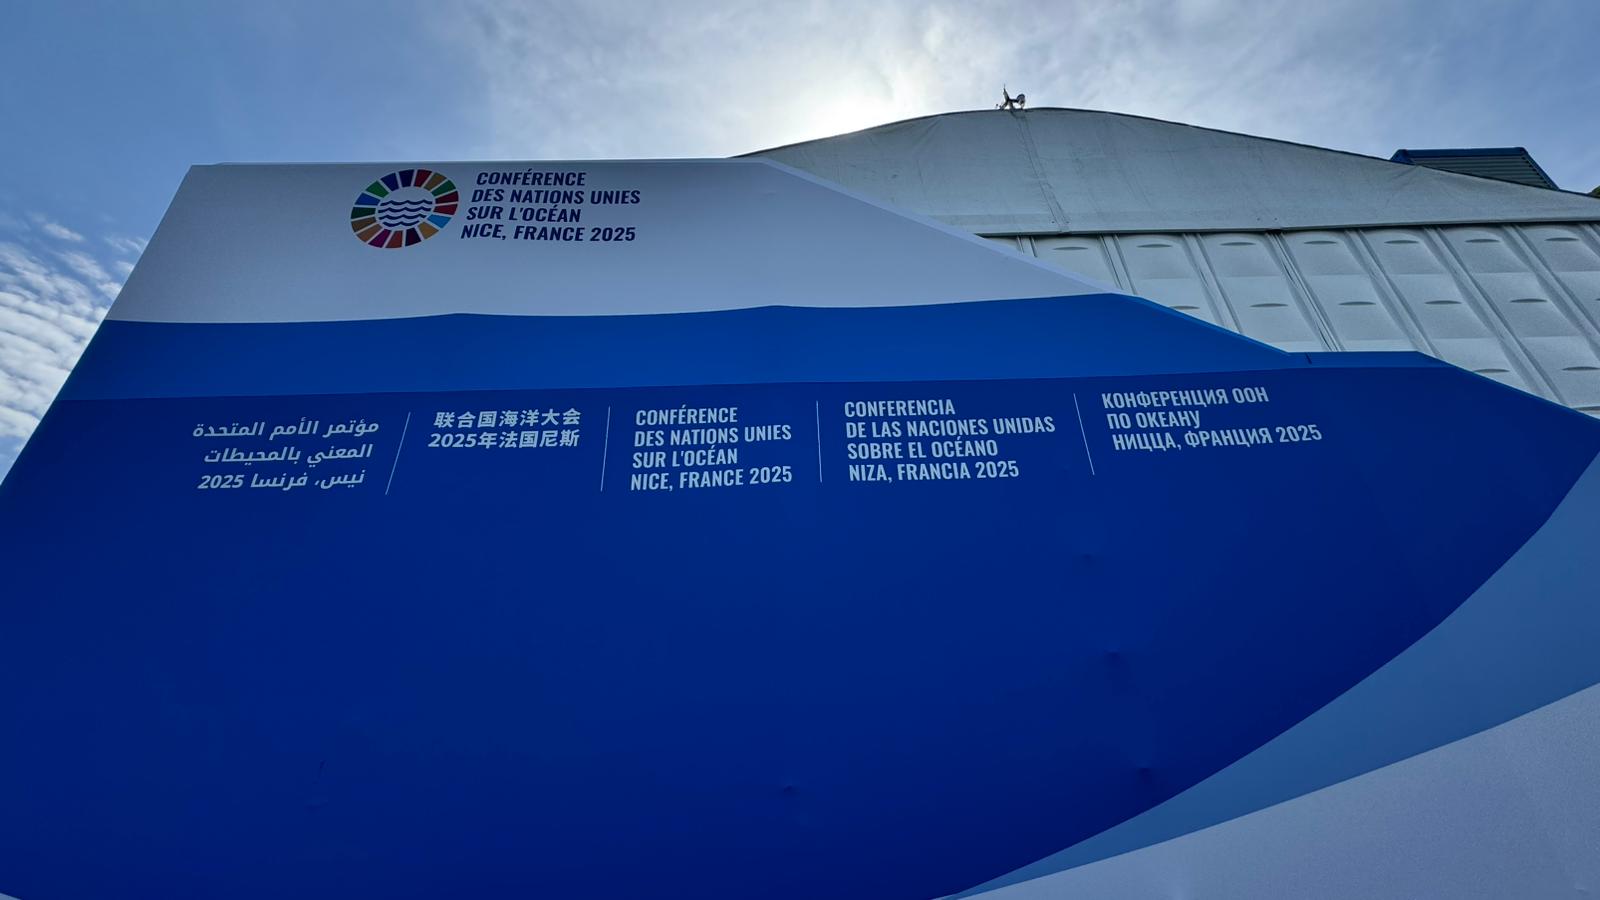 CONFÉRENCE
DES NATIONS UNIES
SUR L'OCÉAN
NICE, FRANCE 2025
مؤتمر الأمم المتحدة
المعني بالمحيطات
نيس، فرنسا 2025
联合国海洋大会
2025年法国尼斯
CONFÉRENCE
DES NATIONS UNIES
SUR L'OCÉAN
NICE, FRANCE 2025
CONFERENCIA
DE LAS NACIONES UNIDAS
SOBRE EL OCÉANO
NIZA, FRANCIA 2025
КОНФЕРЕНЦИЯ ООН
ПО ОКЕАНУ
НИЦЦА, ФРАНЦИЯ 2025